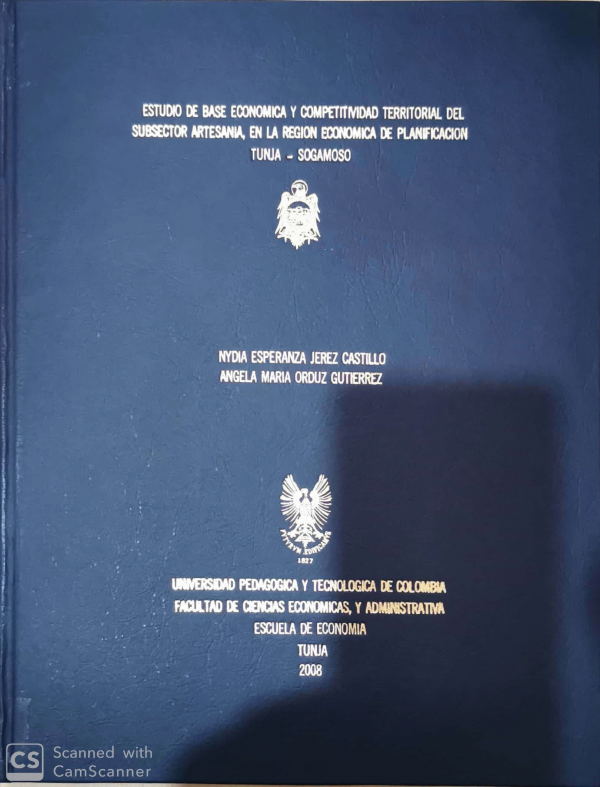 ESTUDIO DE BASE ECONOMICA Y COMPETITIVIDAD TERRITORIAL DEL
SUBSECTOR ARTESANIA, EN LA REGION ECONOMICA DE PLANIFICACION
TUNJA - SOGAMOSO
NYDIA ESPERANZA JEREZ CASTILLO
ANGELA MARIA ORDUZ GUTIERREZ
1827
UNIVERSIDAD PEDAGOGICA Y TECNOLOGICA DE COLOMBIA
FACULTAD DE CIENCIAS ECONOMICAS, Y ADMINISTRATIVA
ESCUELA DE ECONOMIA
TUNJA
2008
CS Scanned with
CamScanner